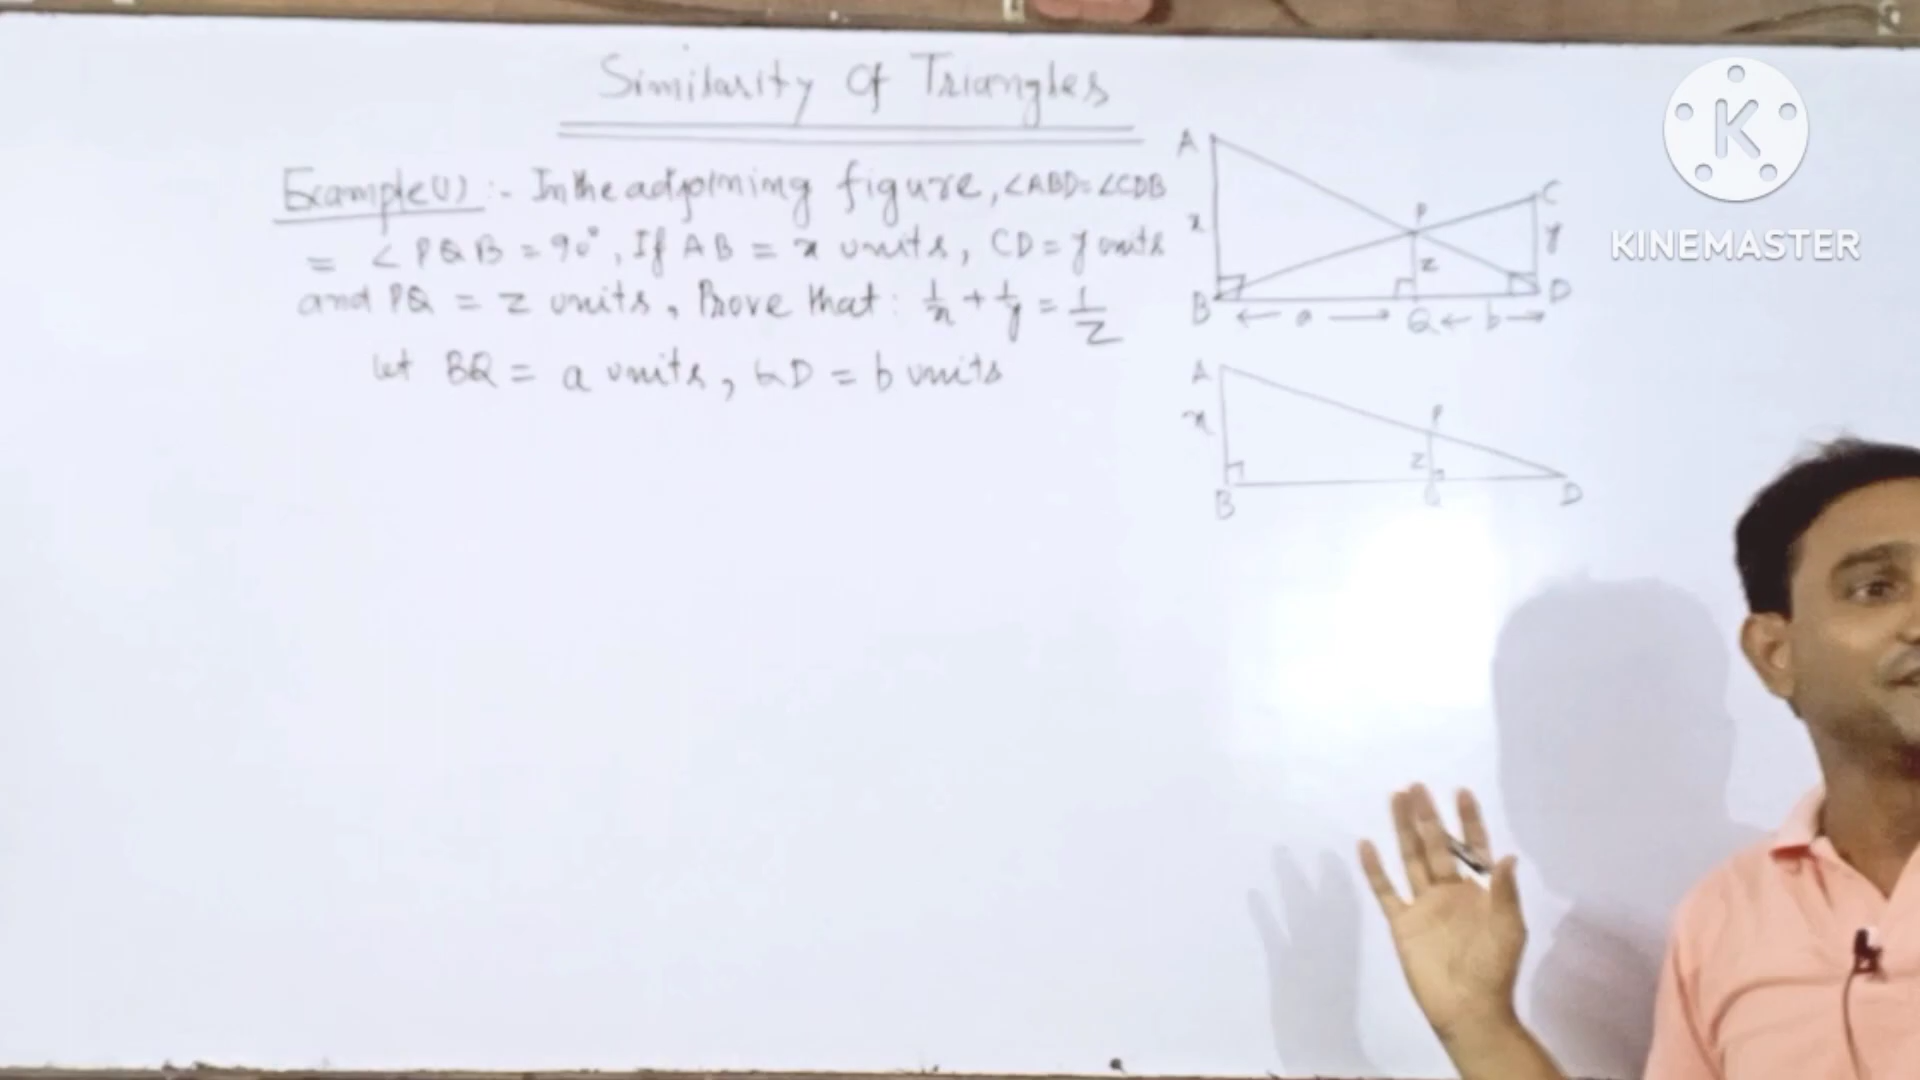 Similarity Of Triangles
Example(1) :- In the adjoining figure, ∠ABD=∠CDB
= ∠PQB = 90°, If AB = x units, CD = y units
and PQ = z units, Prove that : 1/x + 1/y = 1/z
let BQ = a units, QD = b units
A
P
C
x
z
y
B
a
Q
b
D
A
x
P
z
B
Q
D
K
KINEMASTER